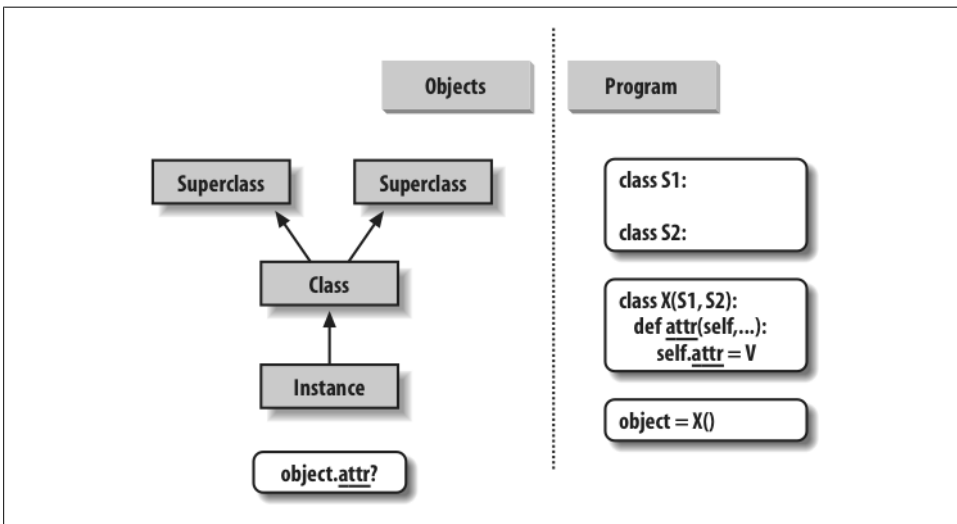 Objects
Program
Superclass
Superclass
Class
Instance
object.attr?
class S1:
class S2:
class X(S1, S2):
def attr(self,...):
self.attr = V
object = X()